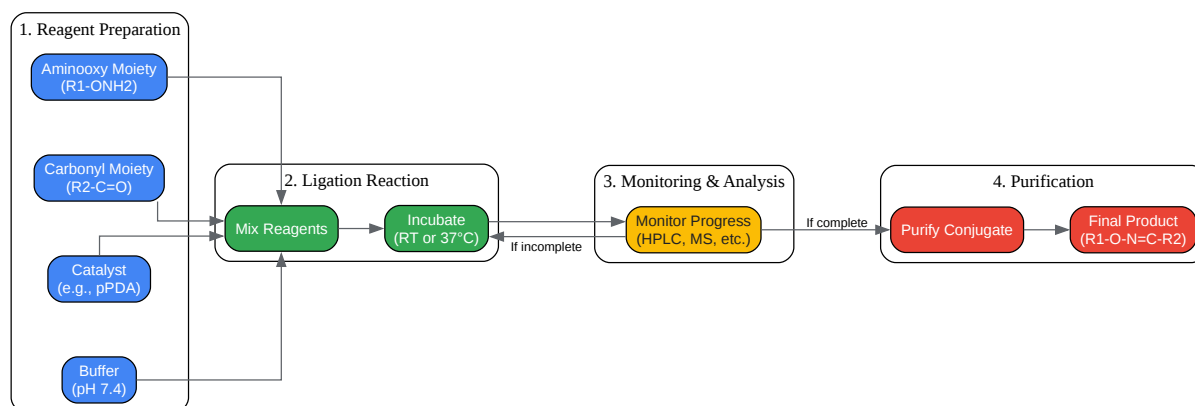 1. Reagent Preparation
Aminooxy Moiety
(R1-ONH2)
Carbonyl Moiety
(R2-C=O)
Catalyst
(e.g., pPDA)
Buffer
(pH 7.4)
2. Ligation Reaction
Mix Reagents
Incubate
(RT or 37°C)
If incomplete
3. Monitoring & Analysis
Monitor Progress
(HPLC, MS, etc.)
If complete
4. Purification
Purify Conjugate
Final Product
(R1-O-N=C-R2)